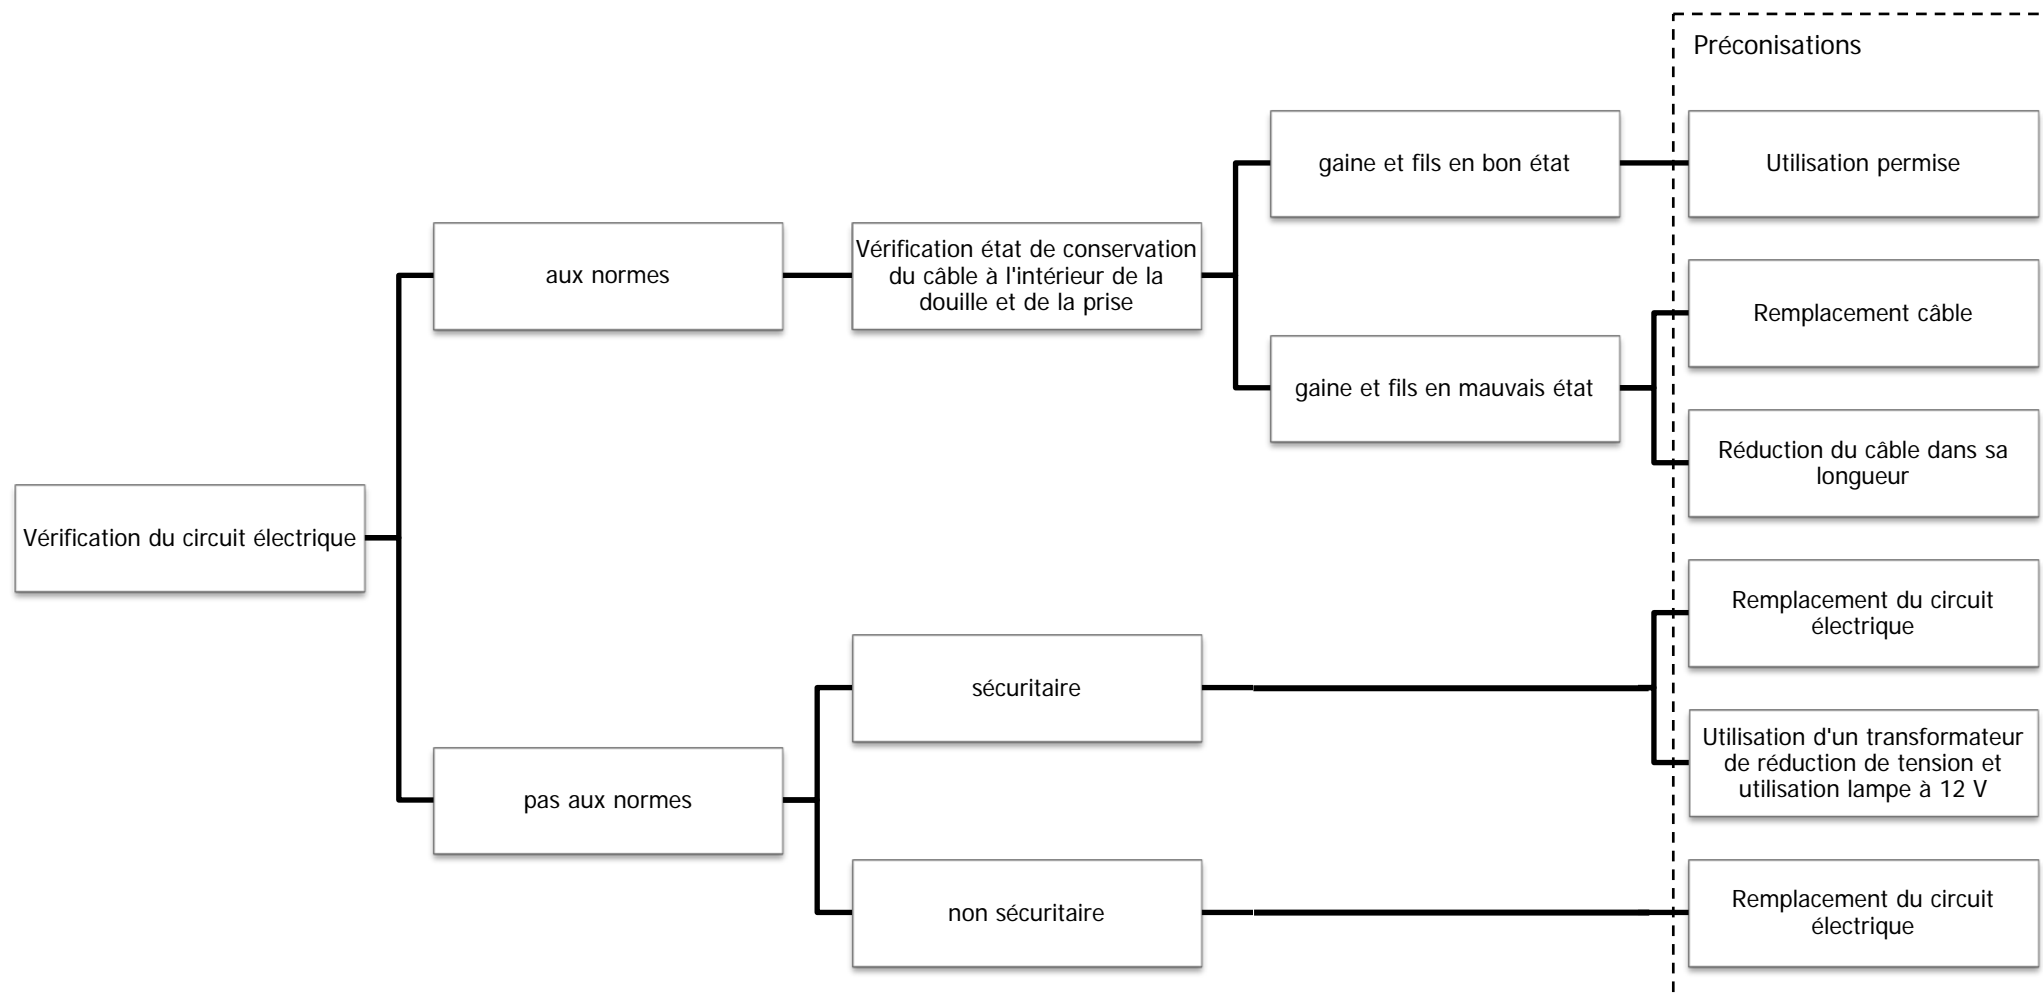 Préconisations
gaine et fils en bon état
Utilisation permise
aux normes
Vérification état de conservation
du câble à l'intérieur de la
douille et de la prise
Remplacement câble
gaine et fils en mauvais état
Réduction du câble dans sa
longueur
Vérification du circuit électrique
Remplacement du circuit
électrique
sécuritaire
Utilisation d'un transformateur
de réduction de tension et
utilisation lampe à 12 V
pas aux normes
non sécuritaire
Remplacement du circuit
électrique